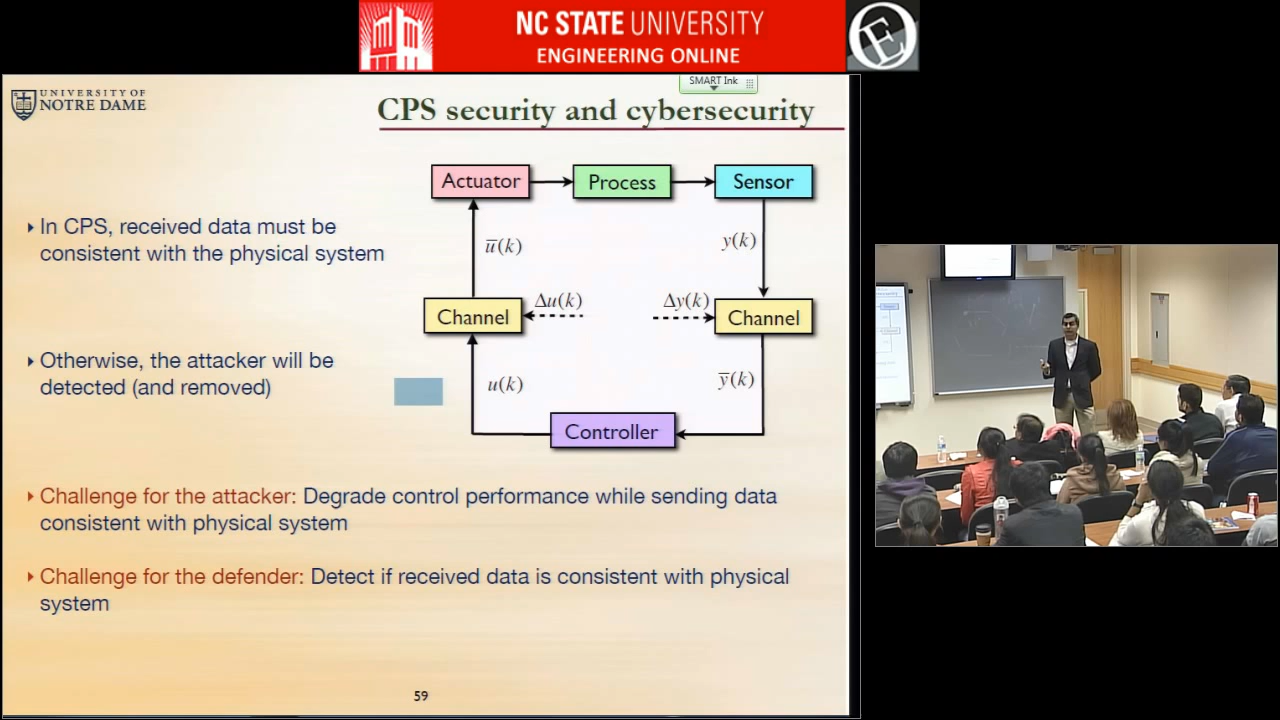 NC STATE UNIVERSITY
ENGINEERING ONLINE
SMART Ink
UNIVERSITY OF
NOTRE DAME
CPS security and cybersecurity
Actuator
Process
Sensor
In CPS, received data must be
consistent with the physical system
u̅(k)
y(k)
Δu(k)
Δy(k)
Channel
Channel
Otherwise, the attacker will be
detected (and removed)
u(k)
y̅(k)
Controller
Challenge for the attacker: Degrade control performance while sending data
consistent with physical system
Challenge for the defender: Detect if received data is consistent with physical
system
59